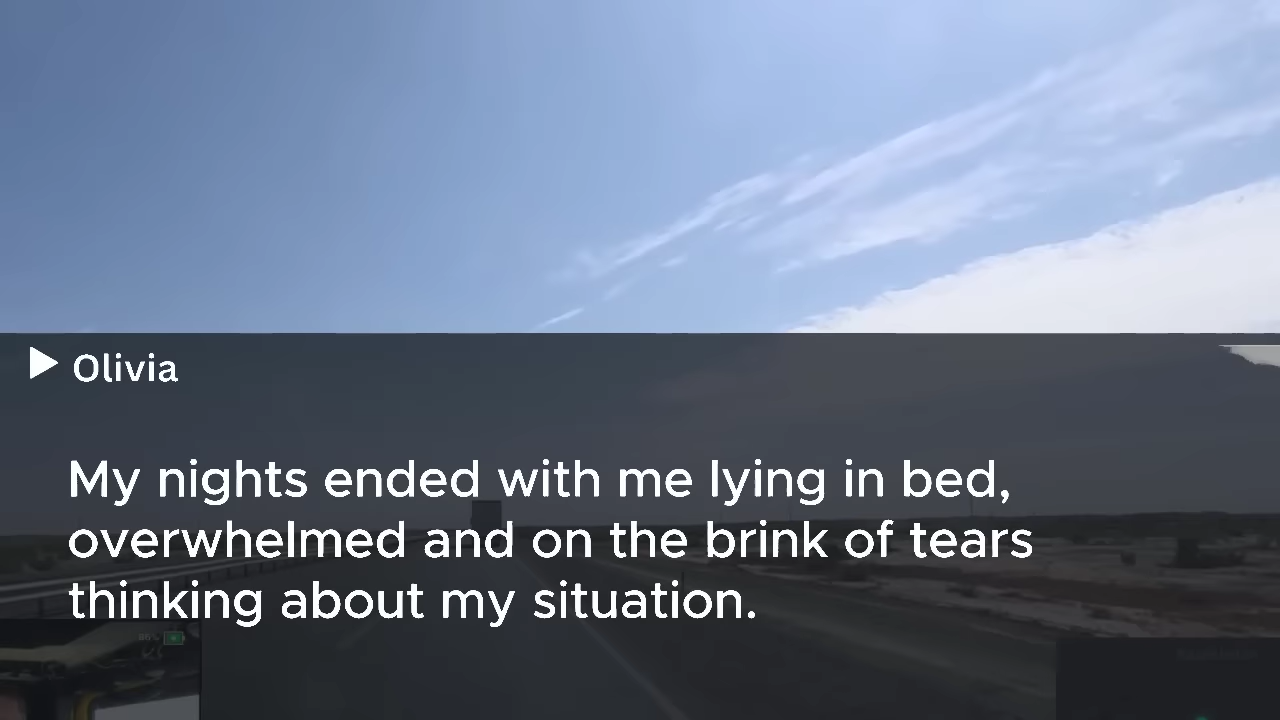 Olivia
My nights ended with me lying in bed,
overwhelmed and on the brink of tears
thinking about my situation.